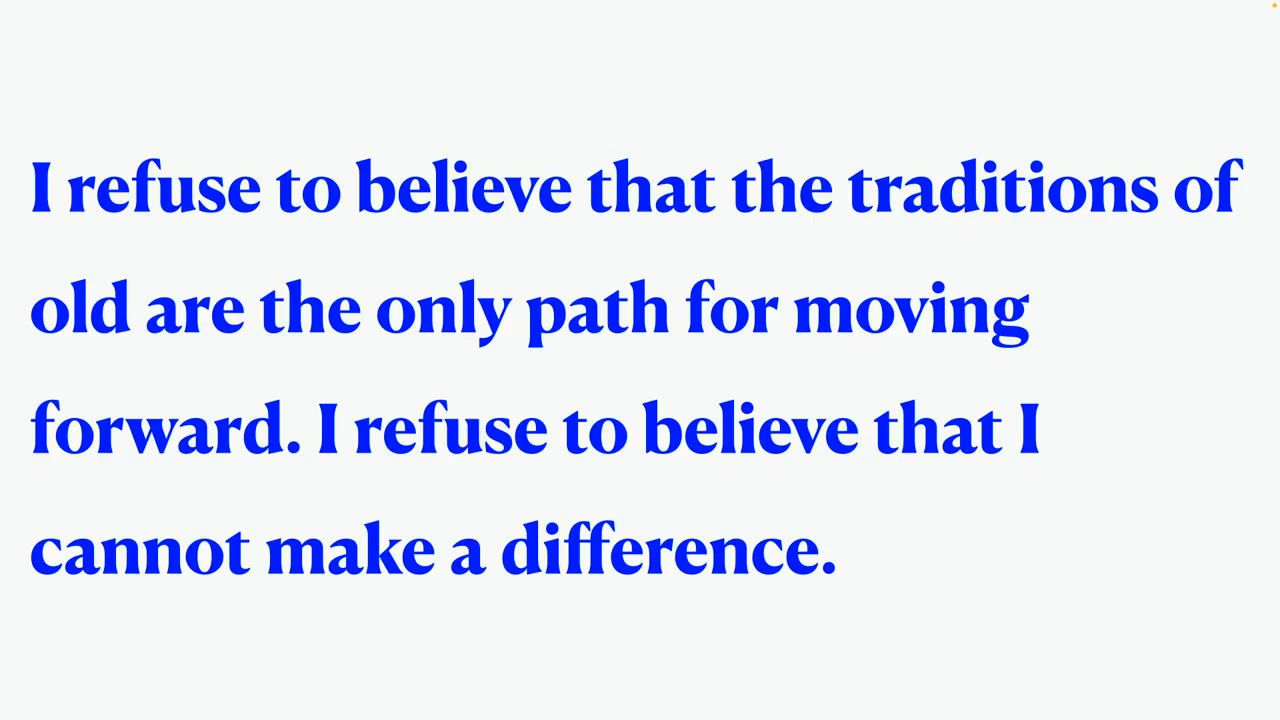 I refuse to believe that the traditions of
old are the only path for moving
forward. I refuse to believe that I
cannot make a difference.